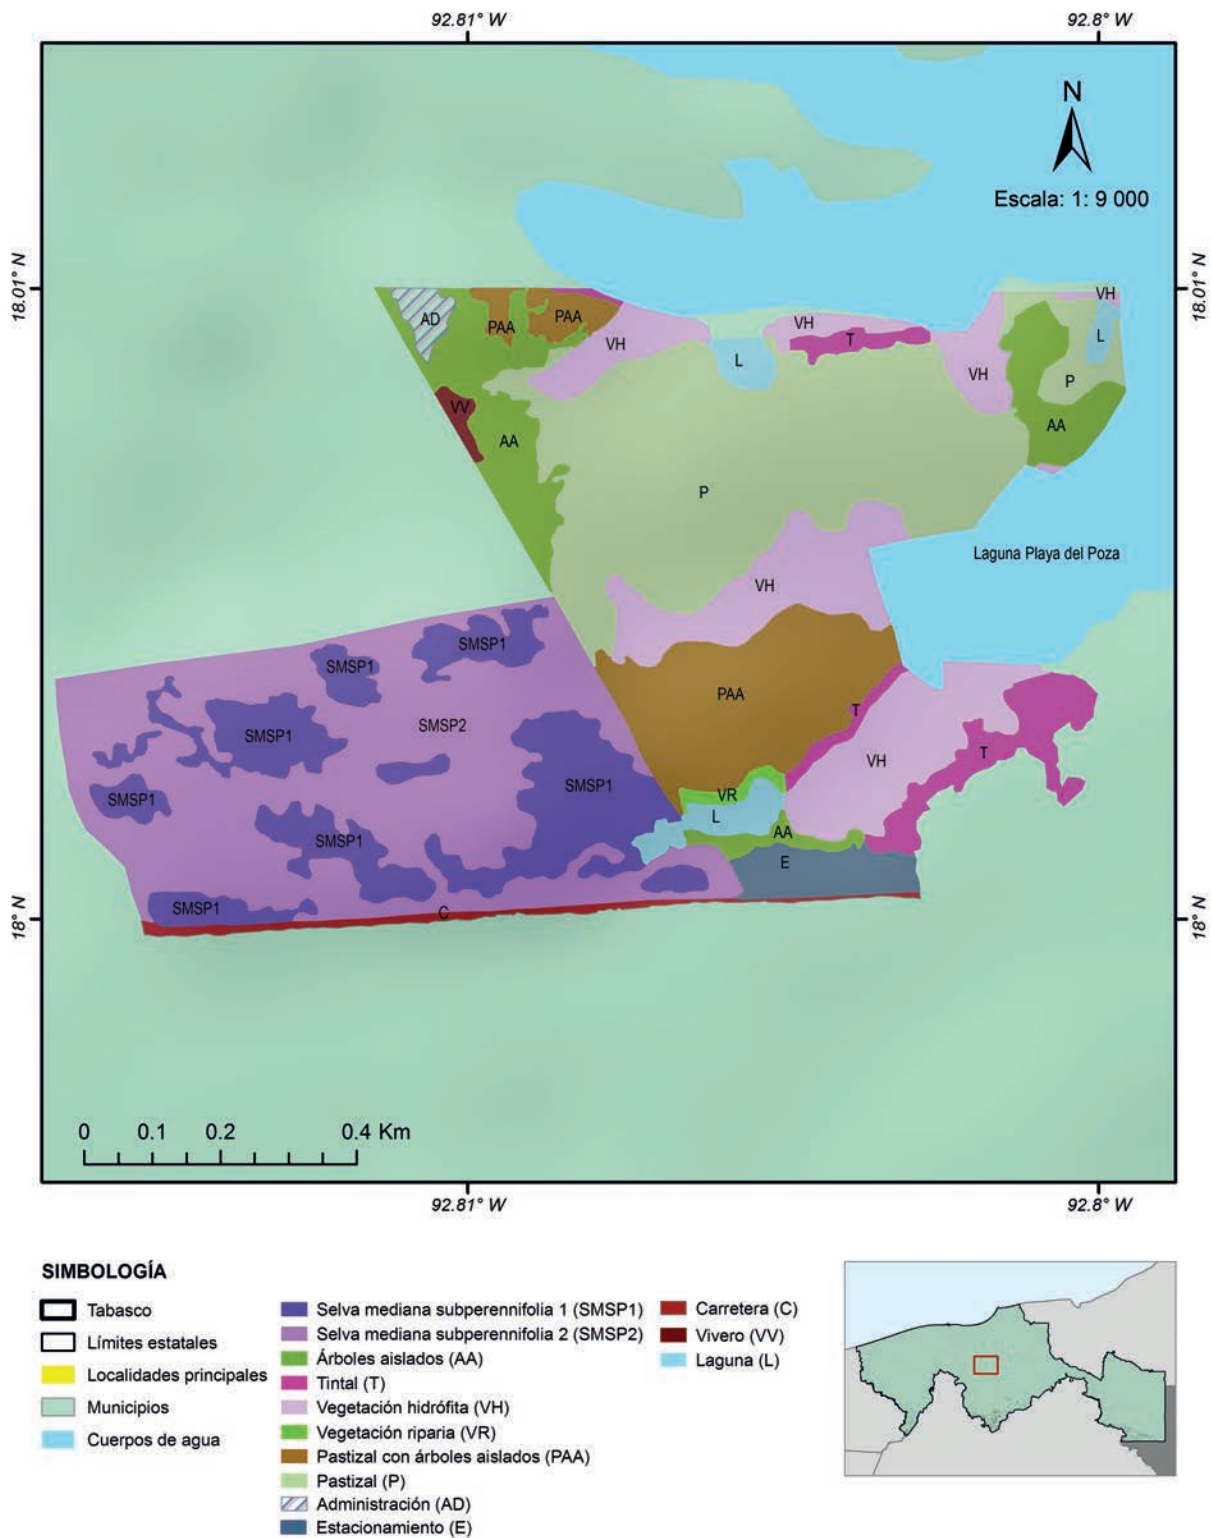 92.81° W
92.8° W
N
Escala: 1: 9 000
18.01° N
18.01° N
VH
AD
PAA
PAA
VH
VH
T
L
L
VH
P
VV
AA
AA
P
Laguna Playa del Poza
VH
SMSP1
SMSP1
PAA
T
SMSP2
SMSP1
T
VH
SMSP1
SMSP1
VR
L
AA
SMSP1
E
SMSP1
C
18° N
18° N
0 0.1 0.2 0.4 Km
92.81° W
92.8° W
SIMBOLOGÍA
Tabasco
Límites estatales
Localidades principales
Municipios
Cuerpos de agua
Selva mediana subperennifolia 1 (SMSP1)
Selva mediana subperennifolia 2 (SMSP2)
Árboles aislados (AA)
Tintal (T)
Vegetación hidrófita (VH)
Vegetación riparia (VR)
Pastizal con árboles aislados (PAA)
Pastizal (P)
Administración (AD)
Estacionamiento (E)
Carretera (C)
Vivero (VV)
Laguna (L)